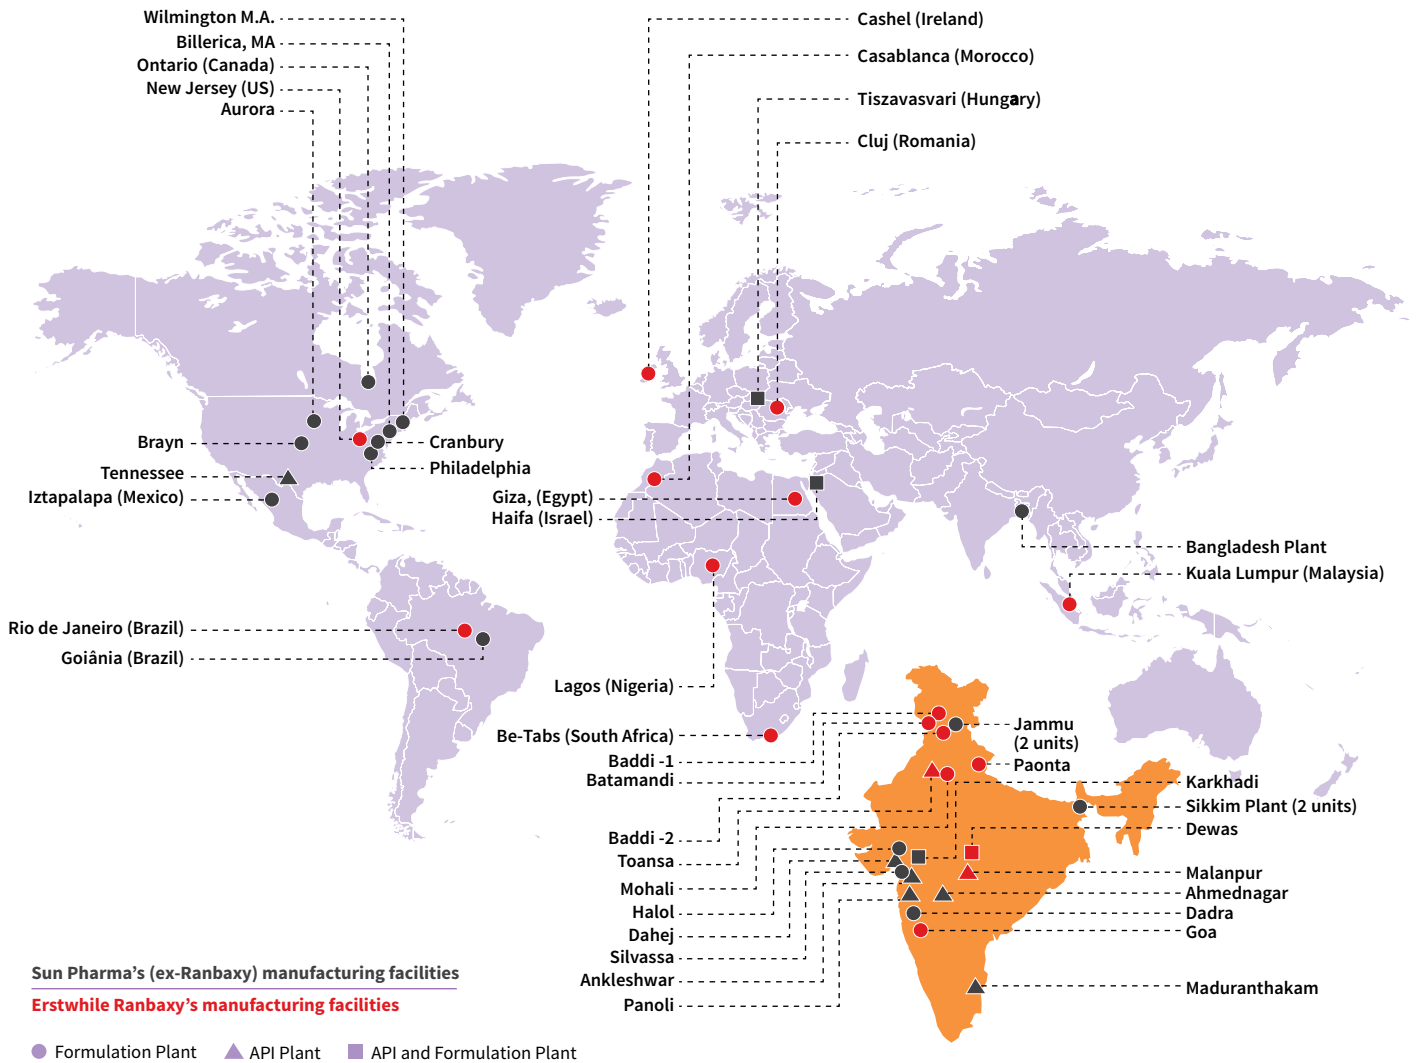 Wilmington M.A.
Billerica, MA
Ontario (Canada)
New Jersey (US)
Aurora
Cashel (Ireland)
Casablanca (Morocco)
Tiszavasvari (Hungary)
Cluj (Romania)
Brayn
Tennessee
Iztapalapa (Mexico)
Cranbury
Philadelphia
Giza, (Egypt)
Haifa (Israel)
Bangladesh Plant
Kuala Lumpur (Malaysia)
Rio de Janeiro (Brazil)
Goiânia (Brazil)
Lagos (Nigeria)
Be-Tabs (South Africa)
Baddi -1
Batamandi
Baddi -2
Toansa
Mohali
Halol
Dahej
Silvassa
Ankleshwar
Panoli
Jammu
(2 units)
Paonta
Karkhadi
Sikkim Plant (2 units)
Dewas
Malanpur
Ahmednagar
Dadra
Goa
Maduranthakam
Sun Pharma's (ex-Ranbaxy) manufacturing facilities
Erstwhile Ranbaxy's manufacturing facilities
Formulation Plant
API Plant
API and Formulation Plant